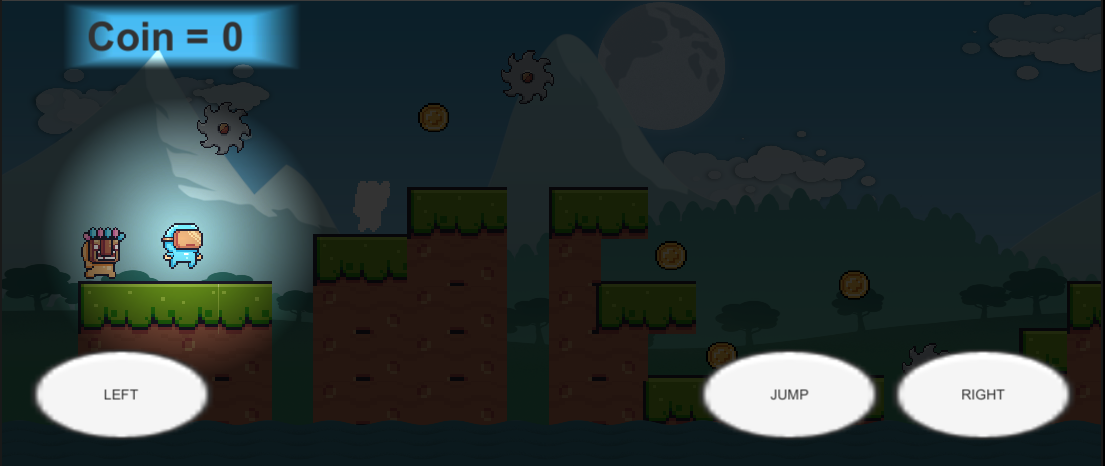 Coin = 0
LEFT
JUMP
RIGHT